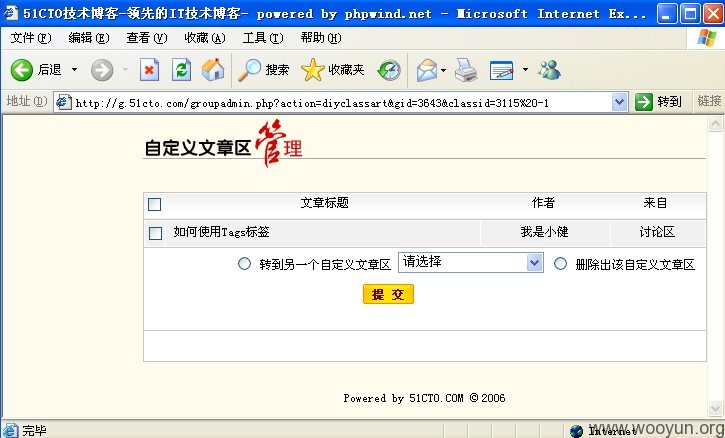 51CTO技术博客-领先的IT技术博客- powered by phpwind.net - Microsoft Internet Ex...
文件(F) 编辑(E) 查看(V) 收藏(A) 工具(T) 帮助(H)
后退 搜索 收藏夹
地址(D) http://g.51cto.com/groupadmin.php?action=diyclassart&gid=3643&classid=3115%20-1 转到 链接
自定义文章区管理
文章标题 作者 来自
如何使用Tags标签 我是小健 讨论区
转到另一个自定义文章区 请选择 删除出该自定义文章区
提 交
Powered by 51CTO.COM © 2006
完毕 Internet
www.wooyun.org